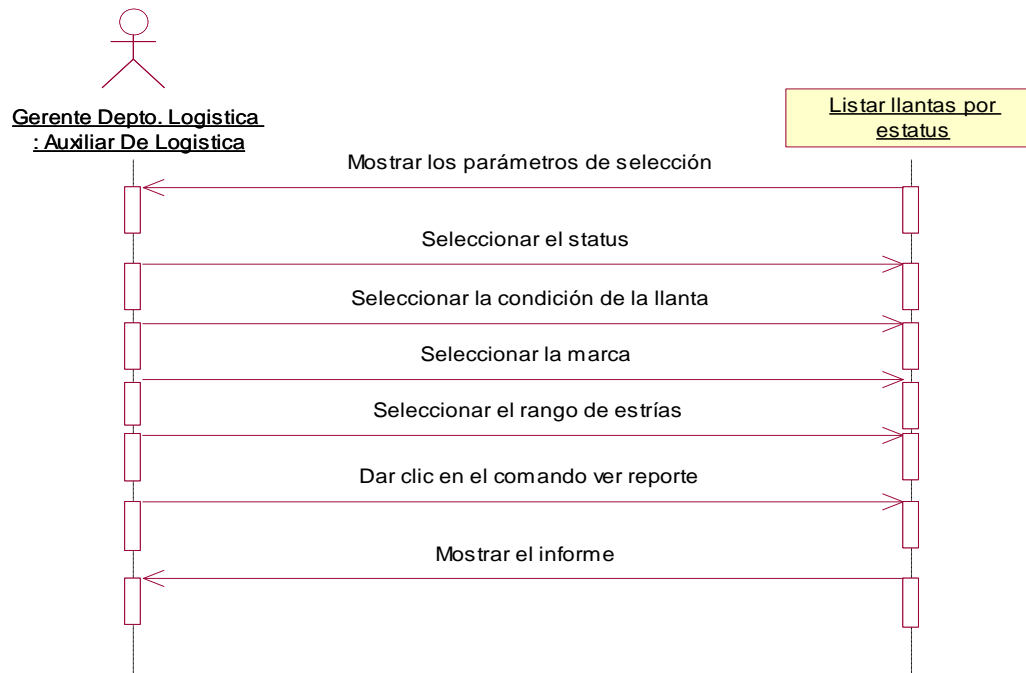 Gerente Depto. Logistica
: Auxiliar De Logistica
Listar llantas por
estatus
Mostrar los parámetros de selección
Seleccionar el status
Seleccionar la condición de la llanta
Seleccionar la marca
Seleccionar el rango de estrías
Dar clic en el comando ver reporte
Mostrar el informe